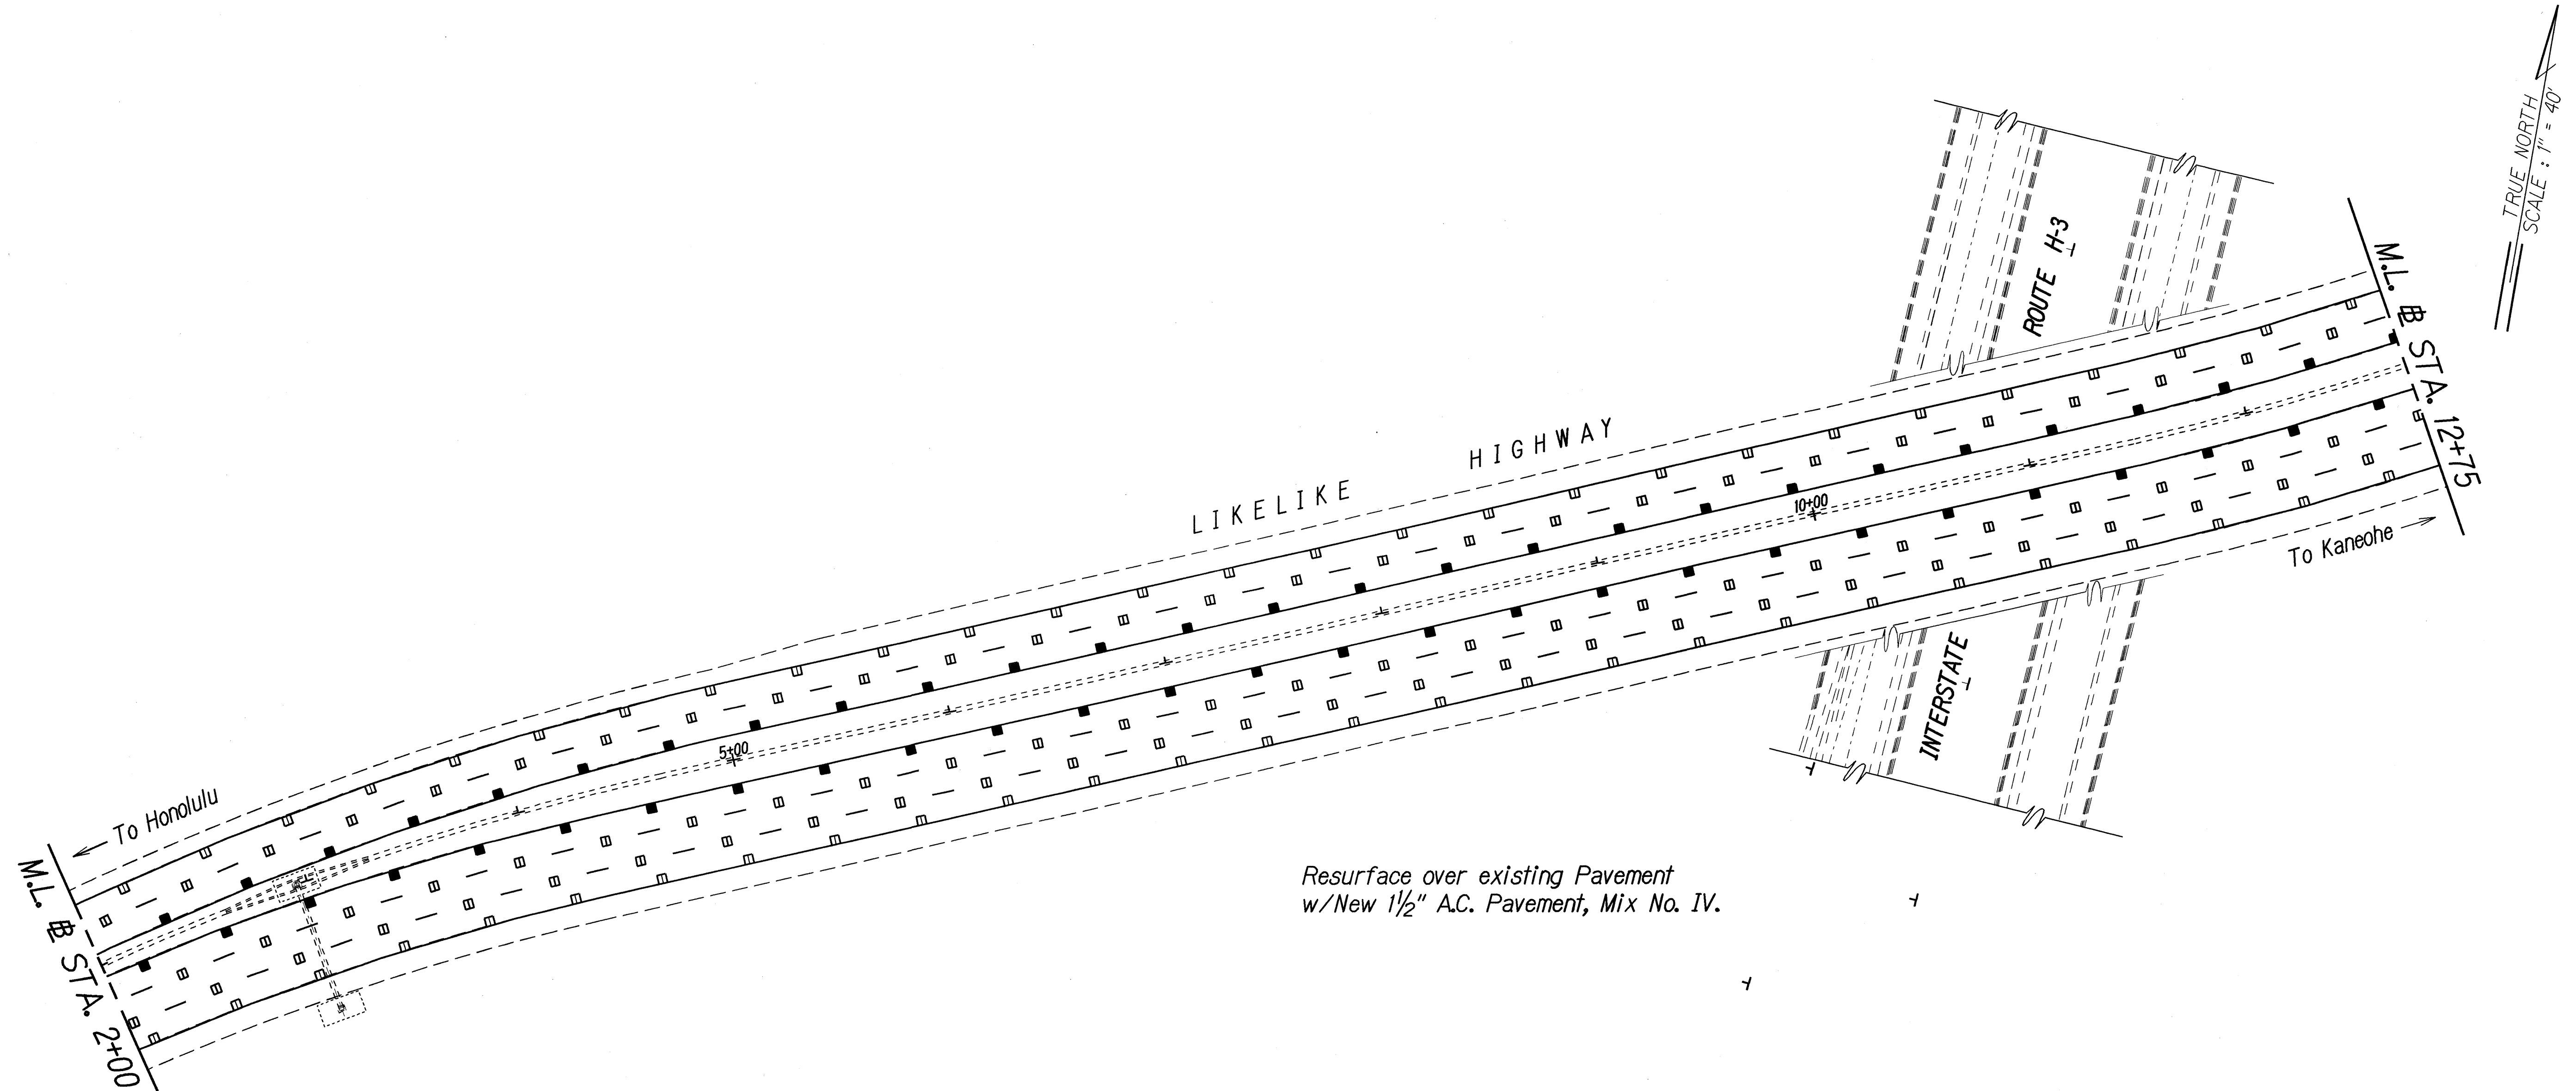 TRUE NORTH
SCALE : 1" = 40'
ROUTE H-3
M.L. ℄ STA. 12+75
LIKELIKE HIGHWAY
10+00
To Kaneohe
INTERSTATE
5+00
To Honolulu
M.L. ℄ STA. 2+00
Resurface over existing Pavement
w/New 1½" A.C. Pavement, Mix No. IV.